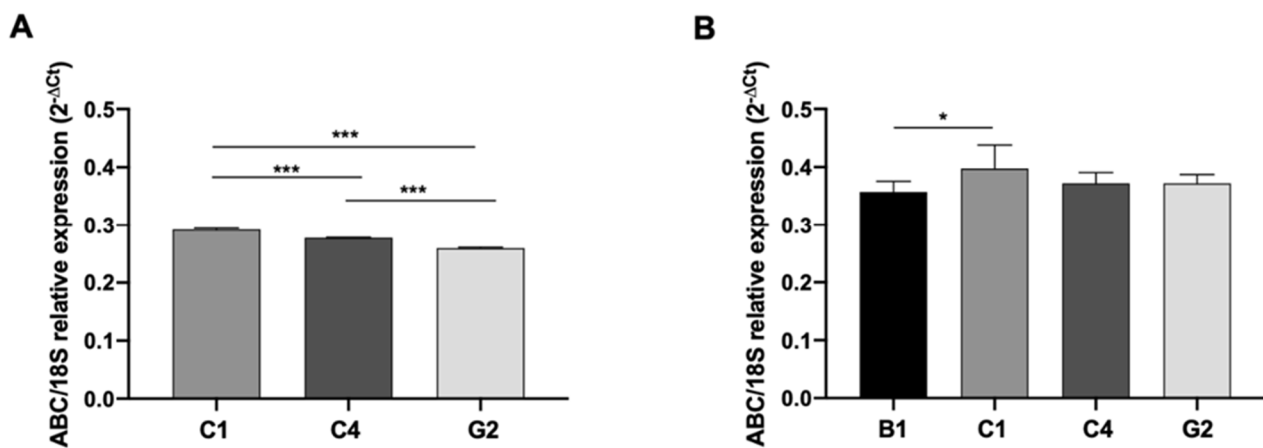 A
ABC/18S relative expression (2-ΔCt)
0.5
0.4
0.3
0.2
0.1
0.0
***
***
***
C1 C4 G2
B
ABC/18S relative expression (2-ΔCt)
0.5
0.4
0.3
0.2
0.1
0.0
*
B1 C1 C4 G2